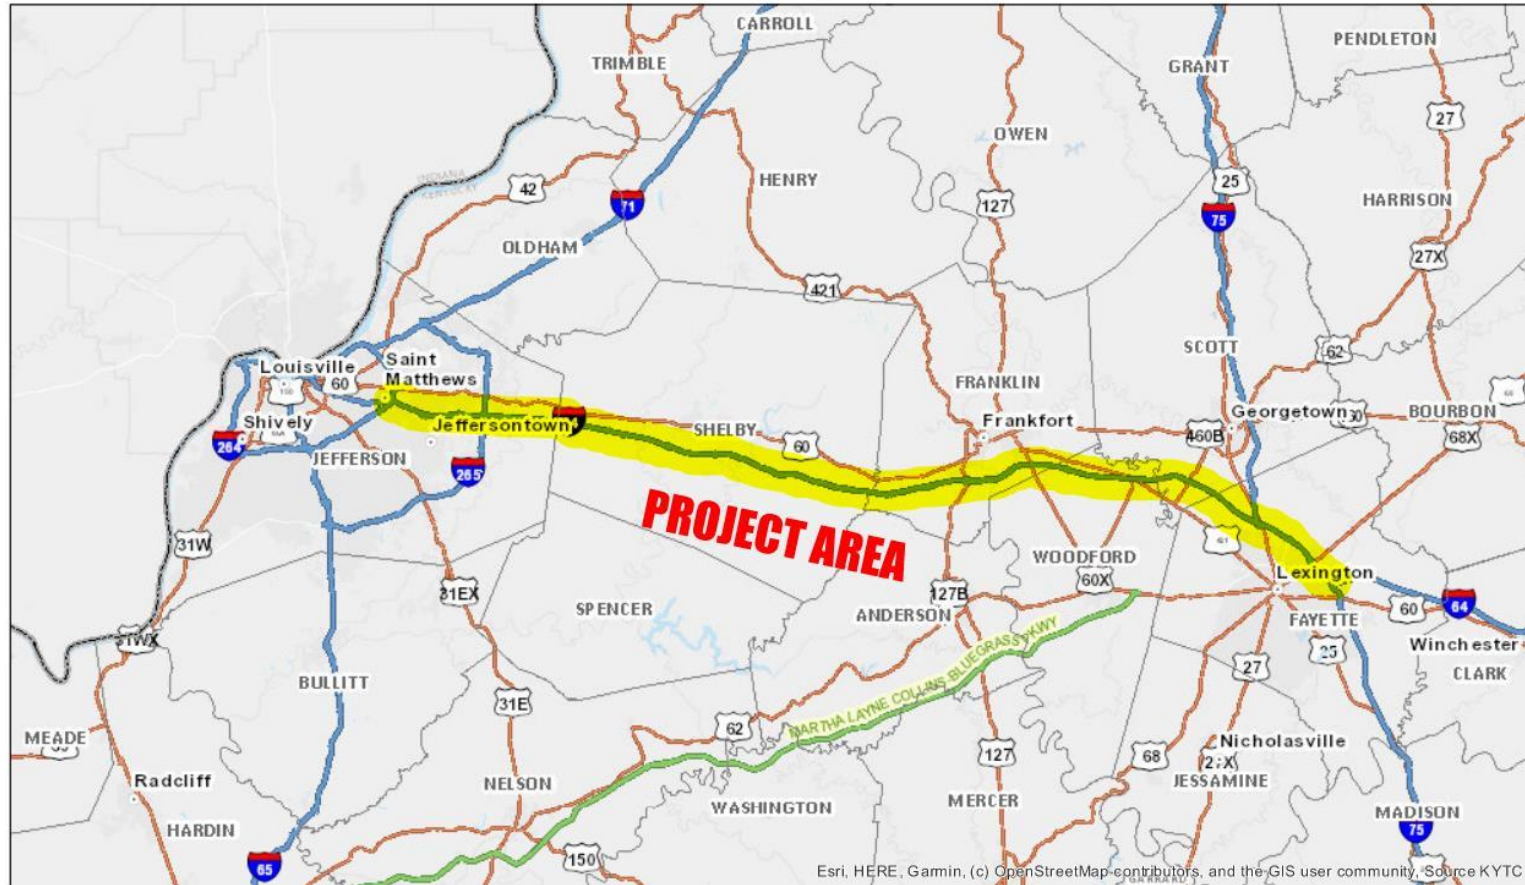 CARROLL
PENDLETON
TRIMBLE
GRANT
27
OWEN
INDIANA
KENTUCKY
42
HENRY
25
71
127
75
HARRISON
OLDHAM
27X
421
SCOTT
62
Louisville
60
Saint
Matthews
FRANKLIN
Shively
Jeffersontown
SHELBY
60
Frankfort
Georgetown
460B
BOURBON
68X
264
JEFFERSON
265
PROJECT AREA
31W
WOODFORD
60X
Lexington
31EX
SPENCER
127B
ANDERSON
60
64
FAYETTE
Winchester
25
CLARK
27
BULLITT
31E
MARTHA LAYNE COLLINS-BLUEGRASS PKWY
62
MEADE
Radcliff
127
68
Nicholasville
JESSAMINE
NELSON
WASHINGTON
MERCER
MADISON
75
HARDIN
65
150
Esri, HERE, Garmin, (c) OpenStreetMap contributors, and the GIS user community, Source KYTC